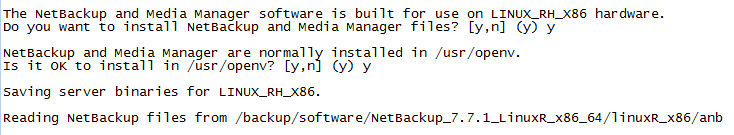 The NetBackup and Media Manager software is built for use on LINUX_RH_X86 hardware.
Do you want to install NetBackup and Media Manager files? [y,n] (y) y
NetBackup and Media Manager are normally installed in /usr/openv.
Is it OK to install in /usr/openv? [y,n] (y) y
Saving server binaries for LINUX_RH_X86.
Reading NetBackup files from /backup/software/NetBackup_7.7.1_LinuxR_x86_64/linuxR_x86/anb